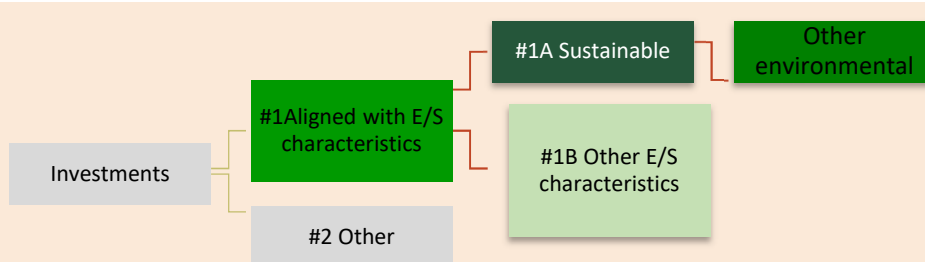 Investments
#1Aligned with E/S
characteristics
#2 Other
#1A Sustainable
#1B Other E/S
characteristics
Other
environmental